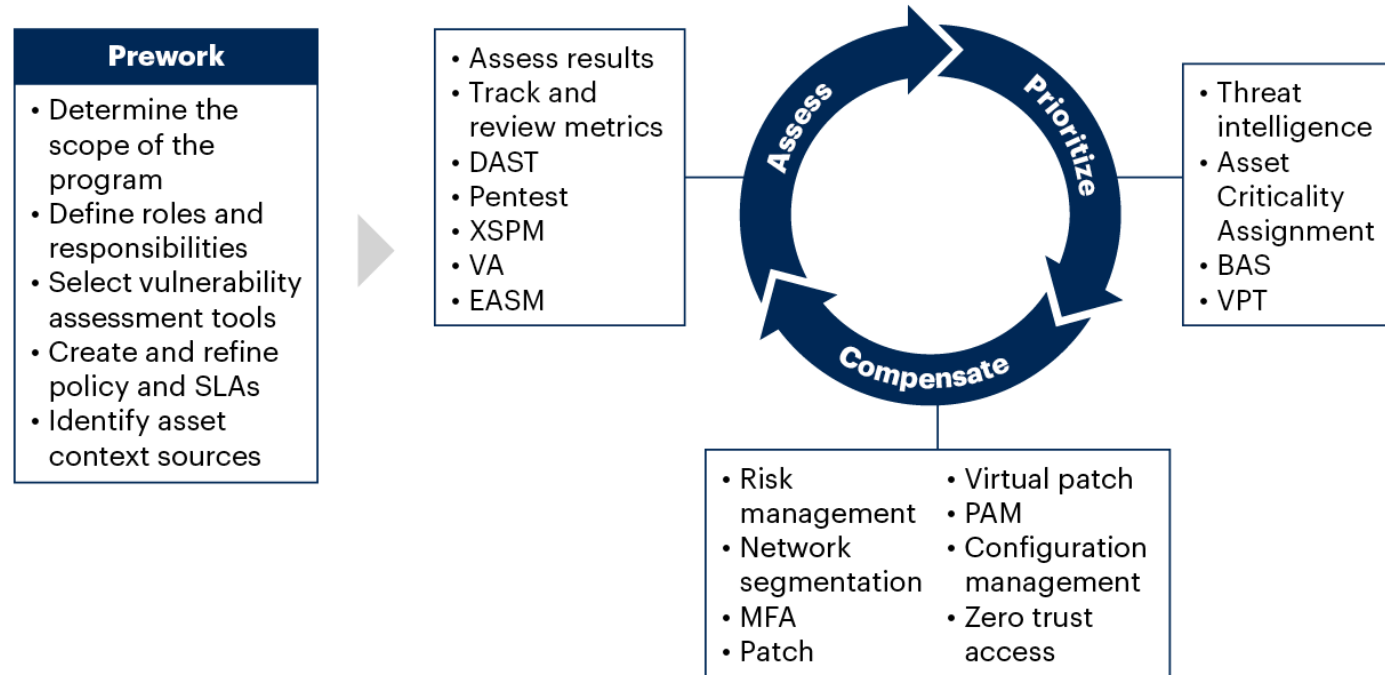 Prework
• Determine the
scope of the
program
• Define roles and
responsibilities
• Select vulnerability
assessment tools
• Create and refine
policy and SLAs
• Identify asset
context sources
• Assess results
• Track and
review metrics
• DAST
• Pentest
• XSPM
• VA
• EASM
Assess
Prioritize
Compensate
• Threat
intelligence
• Asset
Criticality
Assignment
• BAS
• VPT
• Risk
management
• Network
segmentation
• MFA
• Patch
• Virtual patch
• PAM
• Configuration
management
• Zero trust
access